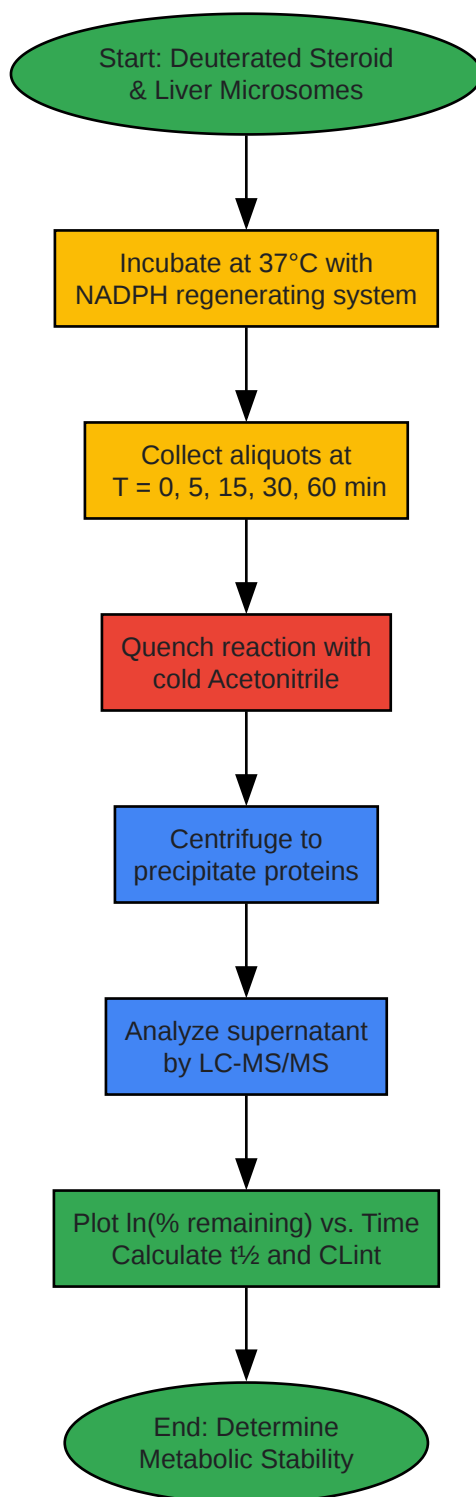 Start: Deuterated Steroid
& Liver Microsomes
Incubate at 37°C with
NADPH regenerating system
Collect aliquots at
T = 0, 5, 15, 30, 60 min
Quench reaction with
cold Acetonitrile
Centrifuge to
precipitate proteins
Analyze supernatant
by LC-MS/MS
Plot ln(% remaining) vs. Time
Calculate t½ and CLint
End: Determine
Metabolic Stability